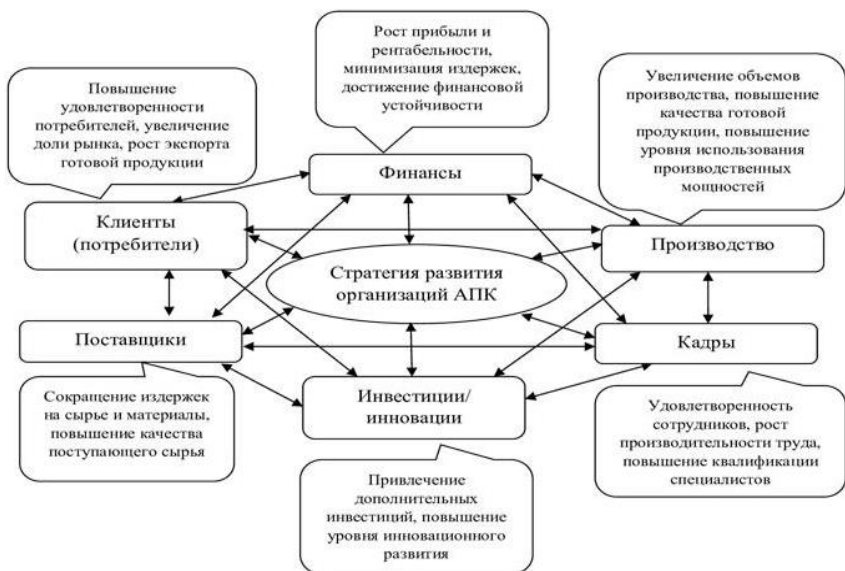 Рост прибыли и
рентабельности,
минимизация издержек,
достижение финансовой
устойчивости
Повышение
удовлетворенности
потребителей, увеличение
доли рынка, рост экспорта
готовой продукции
Увеличение объемов
производства, повышение
качества готовой
продукции, повышение
уровня использования
производственных
мощностей
Финансы
Клиенты
(потребители)
Производство
Стратегия развития
организаций АПК
Поставщики
Кадры
Инвестиции/
инновации
Сокращение издержек
на сырье и материалы,
повышение качества
поступающего сырья
Удовлетворенность
сотрудников, рост
производительности труда,
повышение квалификации
специалистов
Привлечение
дополнительных
инвестиций, повышение
уровня инновационного
развития